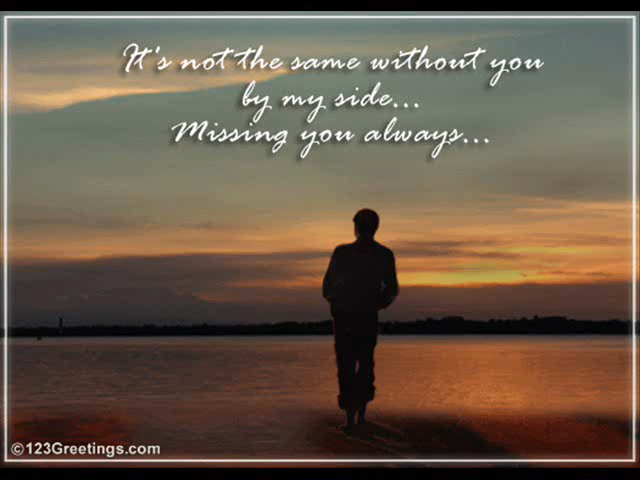 It's not the same without you
by my side...
Missing you always...
©123Greetings.com